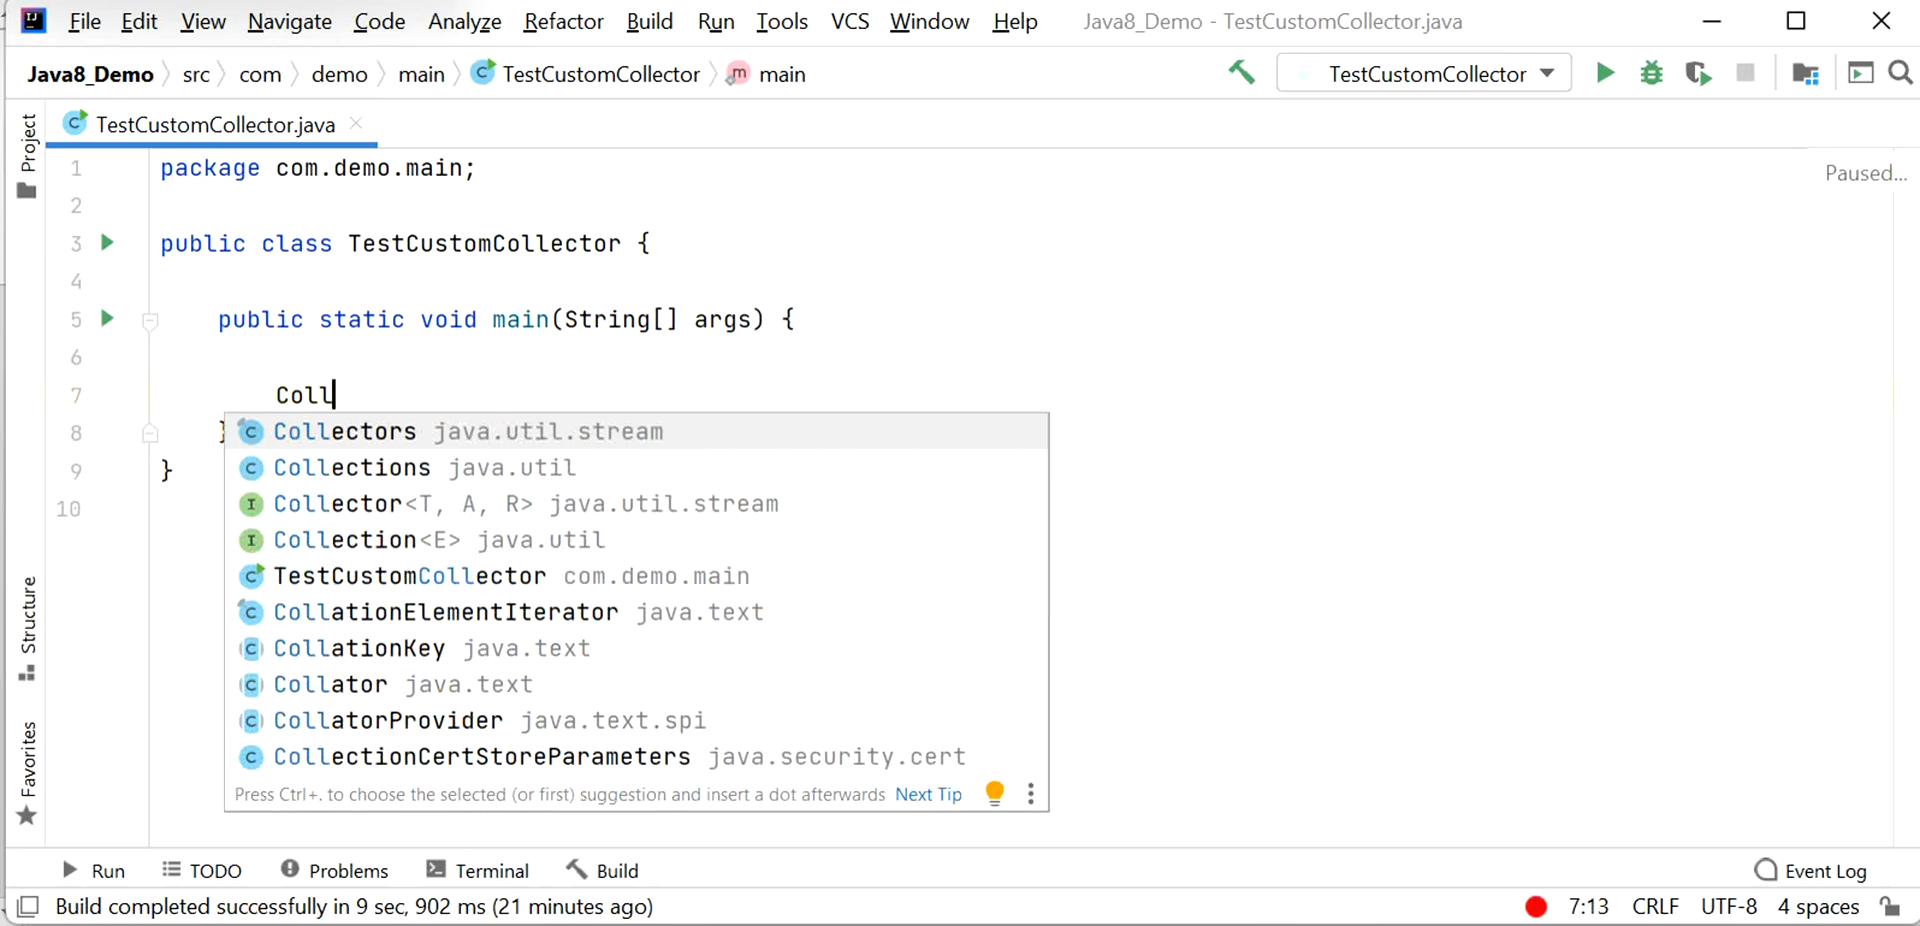 File Edit View Navigate Code Analyze Refactor Build Run Tools VCS Window Help Java8_Demo - TestCustomCollector.java
Java8_Demo src com demo main TestCustomCollector main TestCustomCollector
Project
TestCustomCollector.java
1 package com.demo.main;
Paused...
2
3 public class TestCustomCollector {
4
5 public static void main(String[] args) {
6
7 Coll
8 }
Collectors java.util.stream
Collections java.util
9 }
Collector<T, A, R> java.util.stream
10
Collection<E> java.util
TestCustomCollector com.demo.main
CollationElementIterator java.text
CollationKey java.text
Collator java.text
CollatorProvider java.text.spi
CollectionCertStoreParameters java.security.cert
Press Ctrl+. to choose the selected (or first) suggestion and insert a dot afterwards Next Tip
Structure
Favorites
Run TODO Problems Terminal Build Event Log
Build completed successfully in 9 sec, 902 ms (21 minutes ago) 7:13 CRLF UTF-8 4 spaces